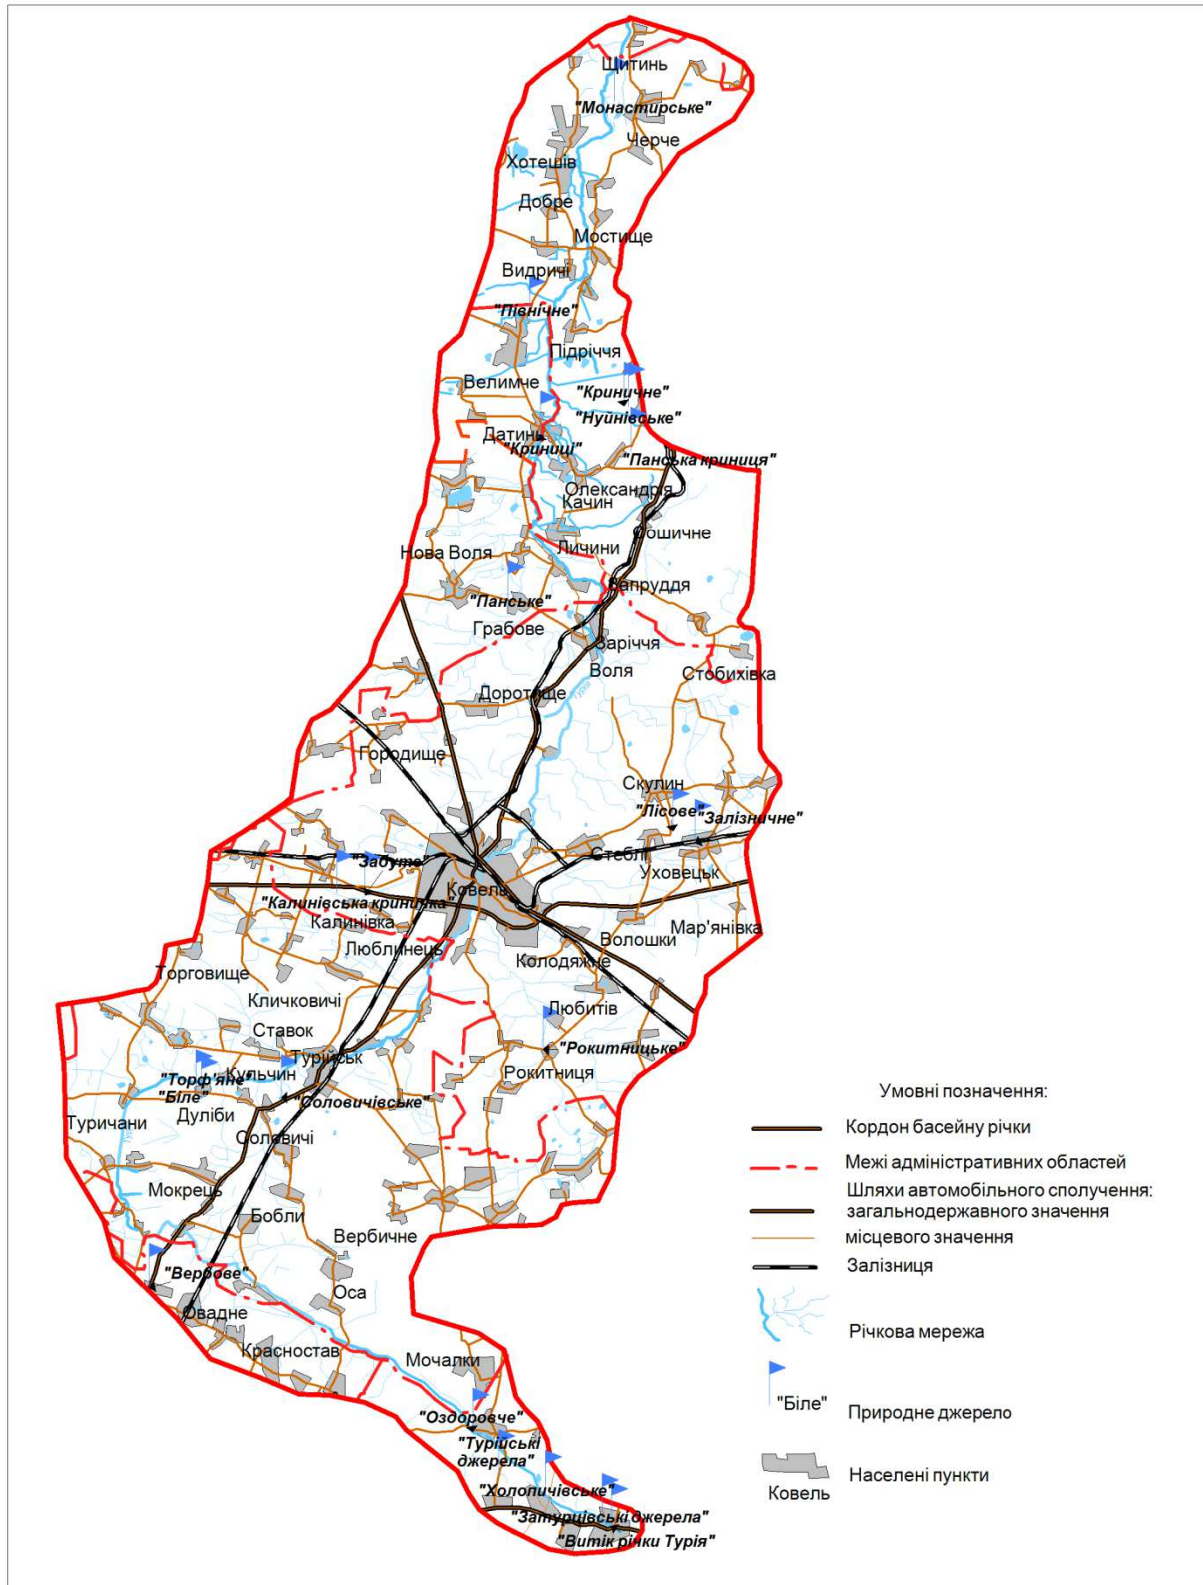 Щитинь
"Монастирське"
Черче
Хотешів
Добре
Мостище
Видричі
"Північне"
Підріччя
Велимче
"Криничне"
"Нуйнівське"
Датинь
"Криниці"
"Панська криниця"
Олександрія
Качин
Сошичне
Личини
Нова Воля
Запруддя
"Панське"
Грабове
Заріччя
Воля
Стобихівка
Турія
Доротище
Городище
Скулин
"Лісове"
"Залізничне"
Стеблі
"Забуте"
Уховецьк
Ковель
"Калинівська криничка"
Калинівка
Мар'янівка
Волошки
Люблинець
Колодяжне
Торговище
Кличковичі
Любитів
Ставок
Турійськ
"Рокитницьке"
Рокитниця
Кульчин
"Торф'яне"
"Біле"
"Соловичівське"
Дуліби
Туричани
Соловичі
Мокрець
Бобли
Вербичне
"Вербове"
Оса
Овадне
Красностав
Мочалки
"Оздоровче"
"Турійські
джерела"
"Холопичівське"
"Затурцівські джерела"
"Витік річки Турія"
Умовні позначення:
Кордон басейну річки
Межі адміністративних областей
Шляхи автомобільного сполучення:
загальнодержавного значення
місцевого значення
Залізниця
Річкова мережа
"Біле"
Природне джерело
Населені пункти
Ковель